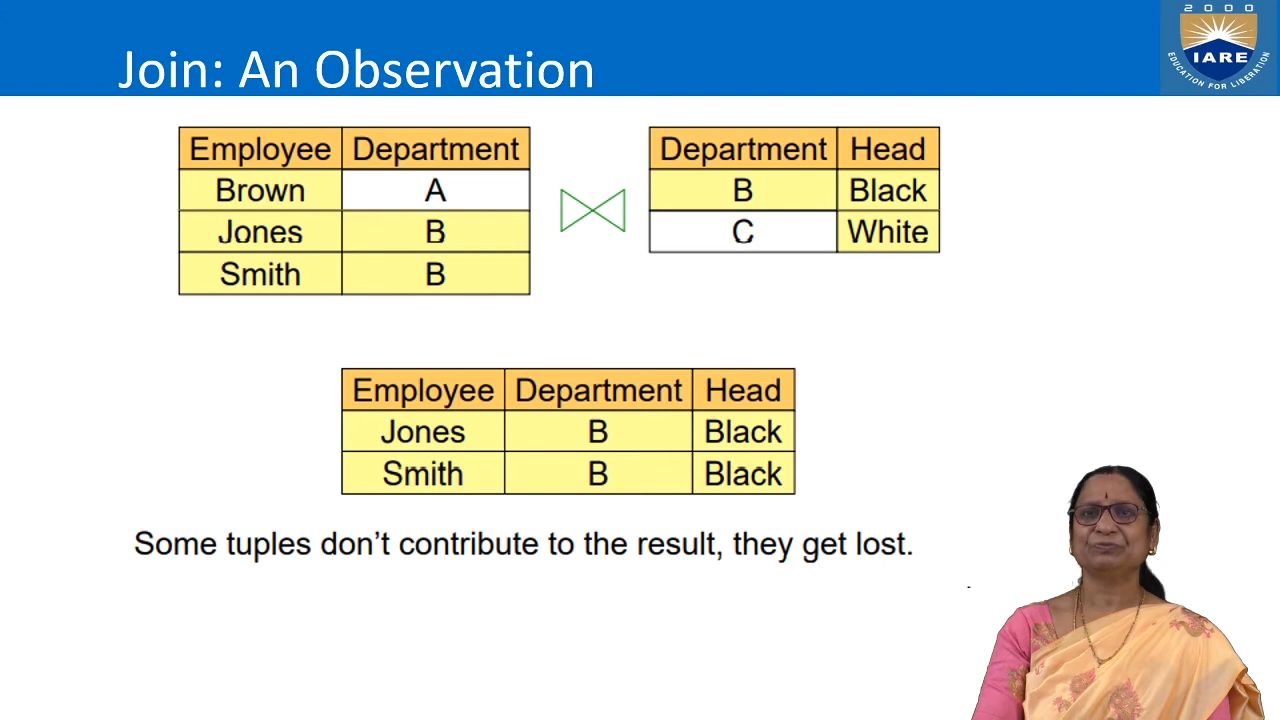 2000
IARE
EDUCATION FOR LIBERATION
Join: An Observation
Employee Department
Brown A
Jones B
Smith B
Department Head
B Black
C White
Employee Department Head
Jones B Black
Smith B Black
Some tuples don't contribute to the result, they get lost.